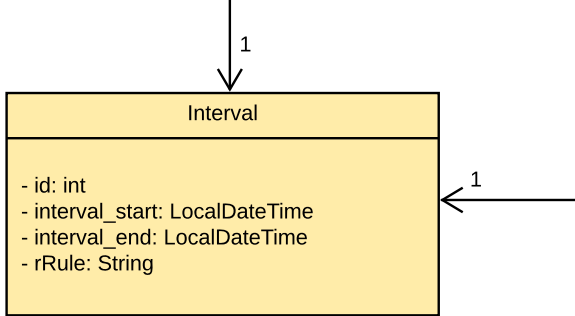 1
Interval
1
- id: int
- interval_start: LocalDateTime
- interval_end: LocalDateTime
- rRule: String